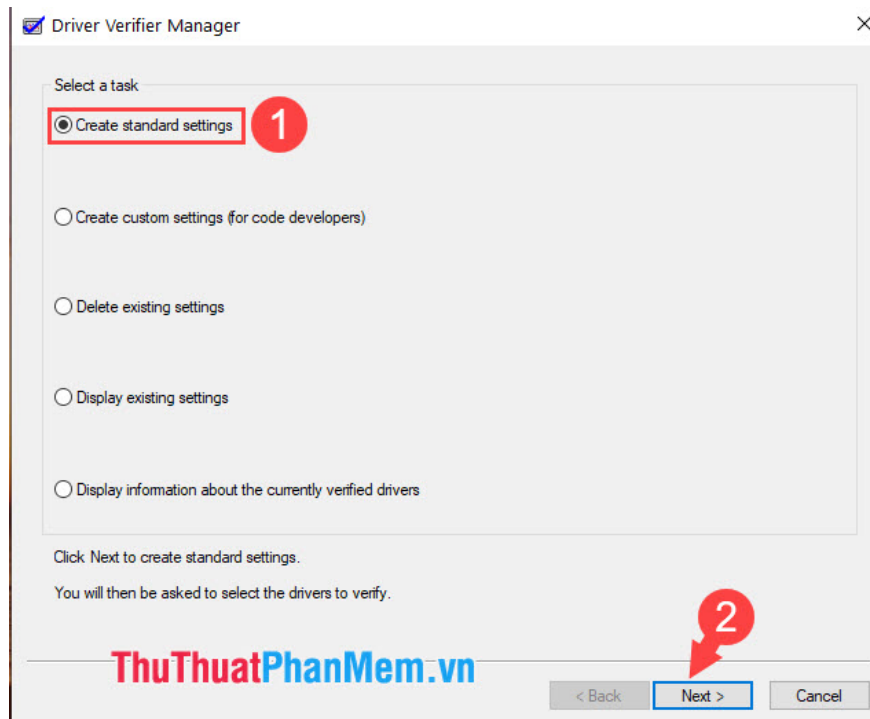 Driver Verifier Manager
Select a task
Create standard settings
1
Create custom settings (for code developers)
Delete existing settings
Display existing settings
Display information about the currently verified drivers
Click Next to create standard settings.
You will then be asked to select the drivers to verify.
2
ThuThuatPhanMem.vn
< Back
Next >
Cancel